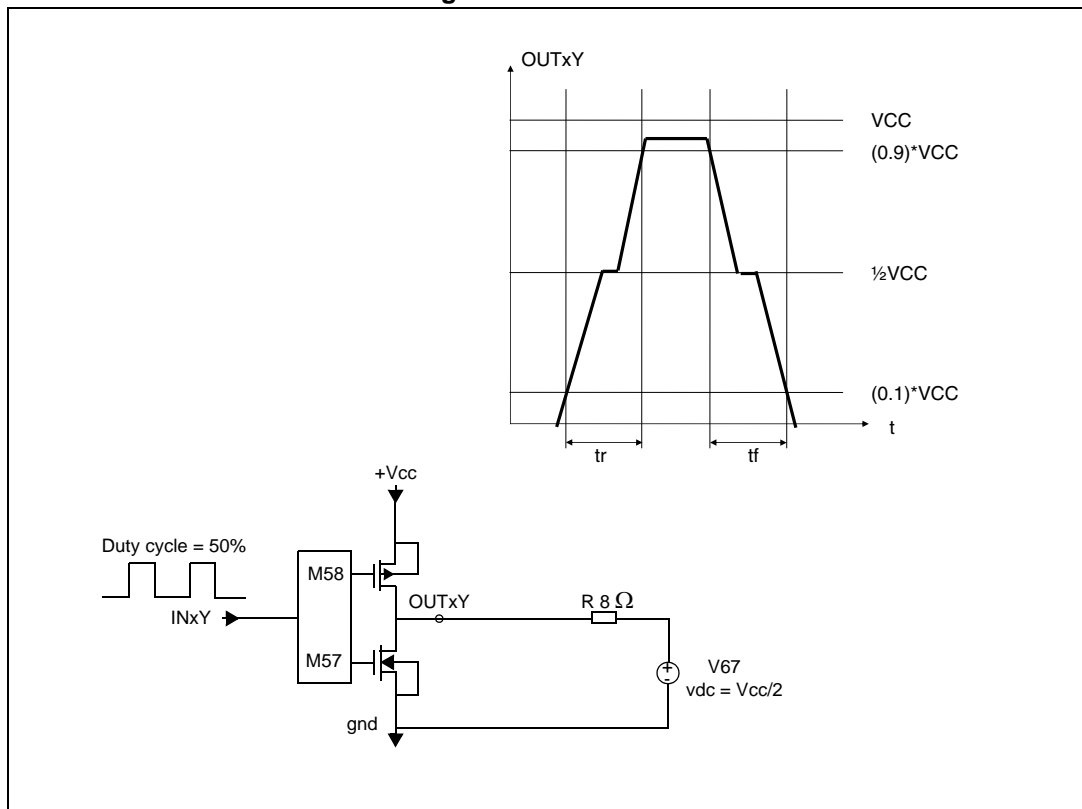 OUTxY
VCC
(0.9)*VCC
½VCC
(0.1)*VCC
t
tr
tf
+Vcc
Duty cycle = 50%
M58
OUTxY
R 8 Ω
INxY
M57
V67
vdc = Vcc/2
+
-
gnd